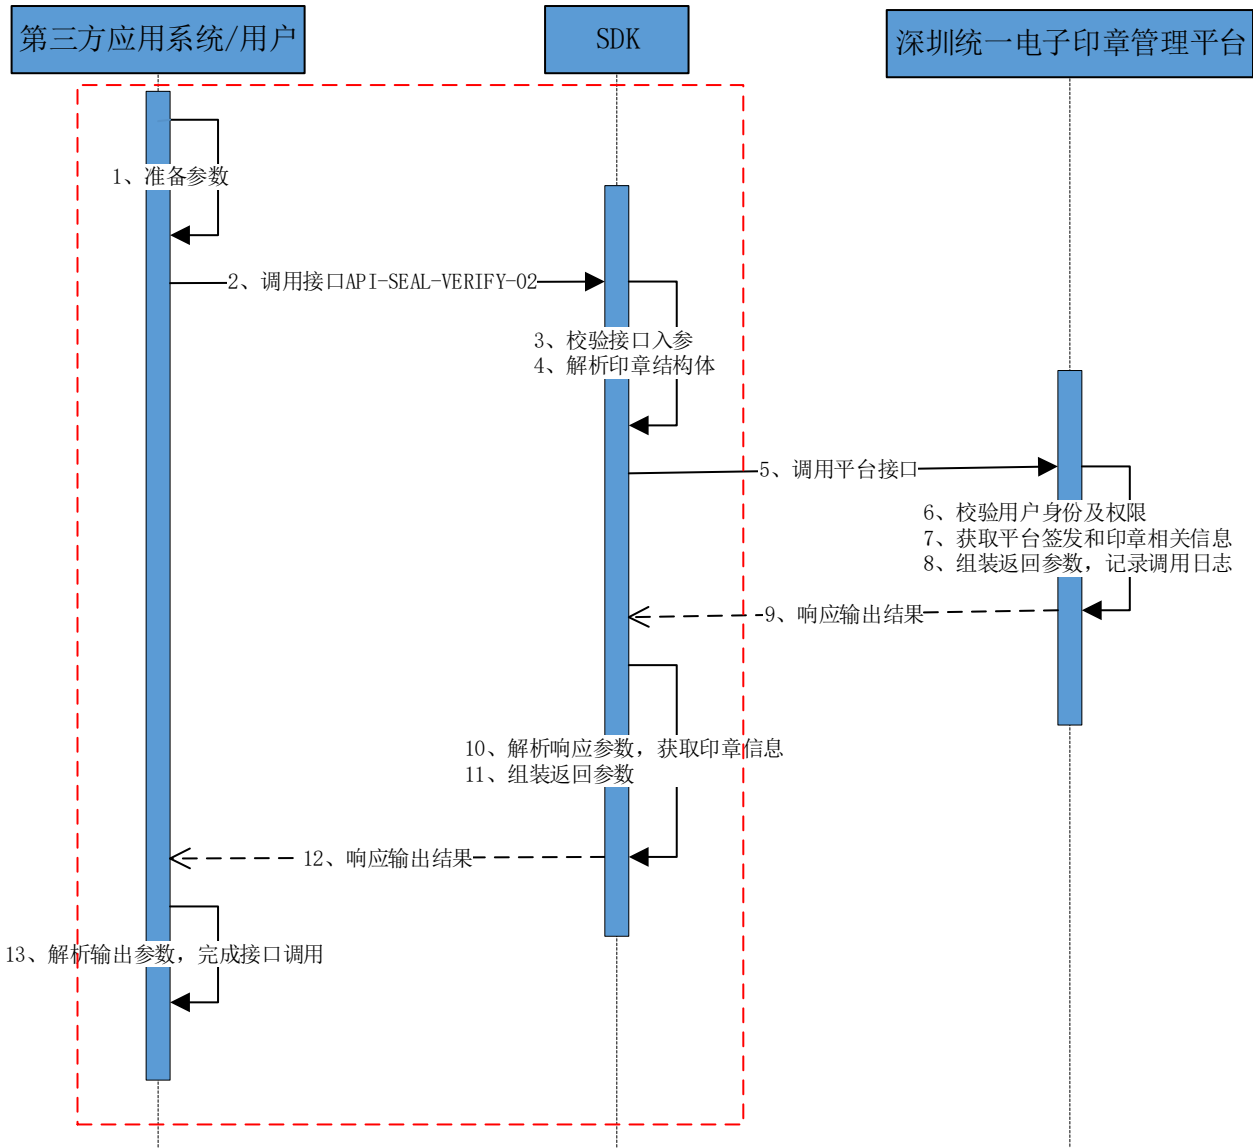 第三方应用系统/用户
SDK
深圳统一电子印章管理平台
1、准备参数
2、调用接口API-SEAL-VERIFY-02
3、校验接口入参
4、解析印章结构体
5、调用平台接口
6、校验用户身份及权限
7、获取平台签发和印章相关信息
8、组装返回参数，记录调用日志
9、响应输出结果
10、解析响应参数，获取印章信息
11、组装返回参数
12、响应输出结果
13、解析输出参数，完成接口调用